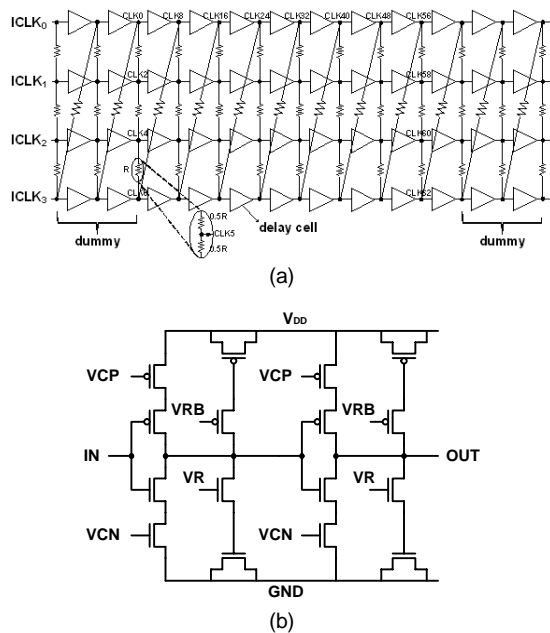 ICLK0 CLK0 CLK8 CLK16 CLK24 CLK32 CLK40 CLK48 CLK56
ICLK1 CLK2 CLK58
ICLK2 CLK4 CLK60
R
ICLK3 CLK6 CLK62
0.5R
CLK5
0.5R
dummy
delay cell
dummy
(a)
VDD
VCP VCP
VRB VRB
IN OUT
VR VR
VCN VCN
GND
(b)